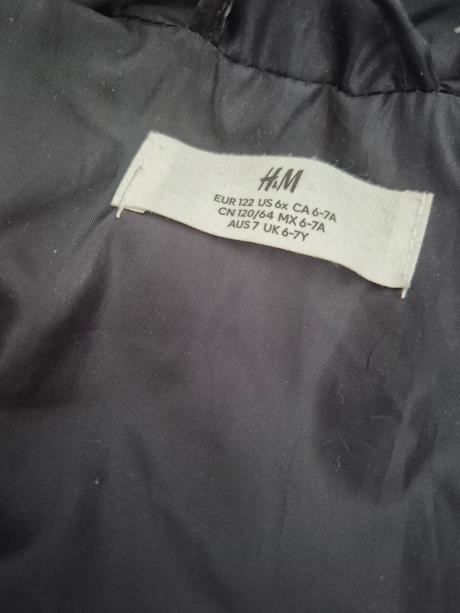 H&M
EUR 122 US 6x CA 6-7A
CN 120/64 MX 6-7A
AUS 7 UK 6-7Y